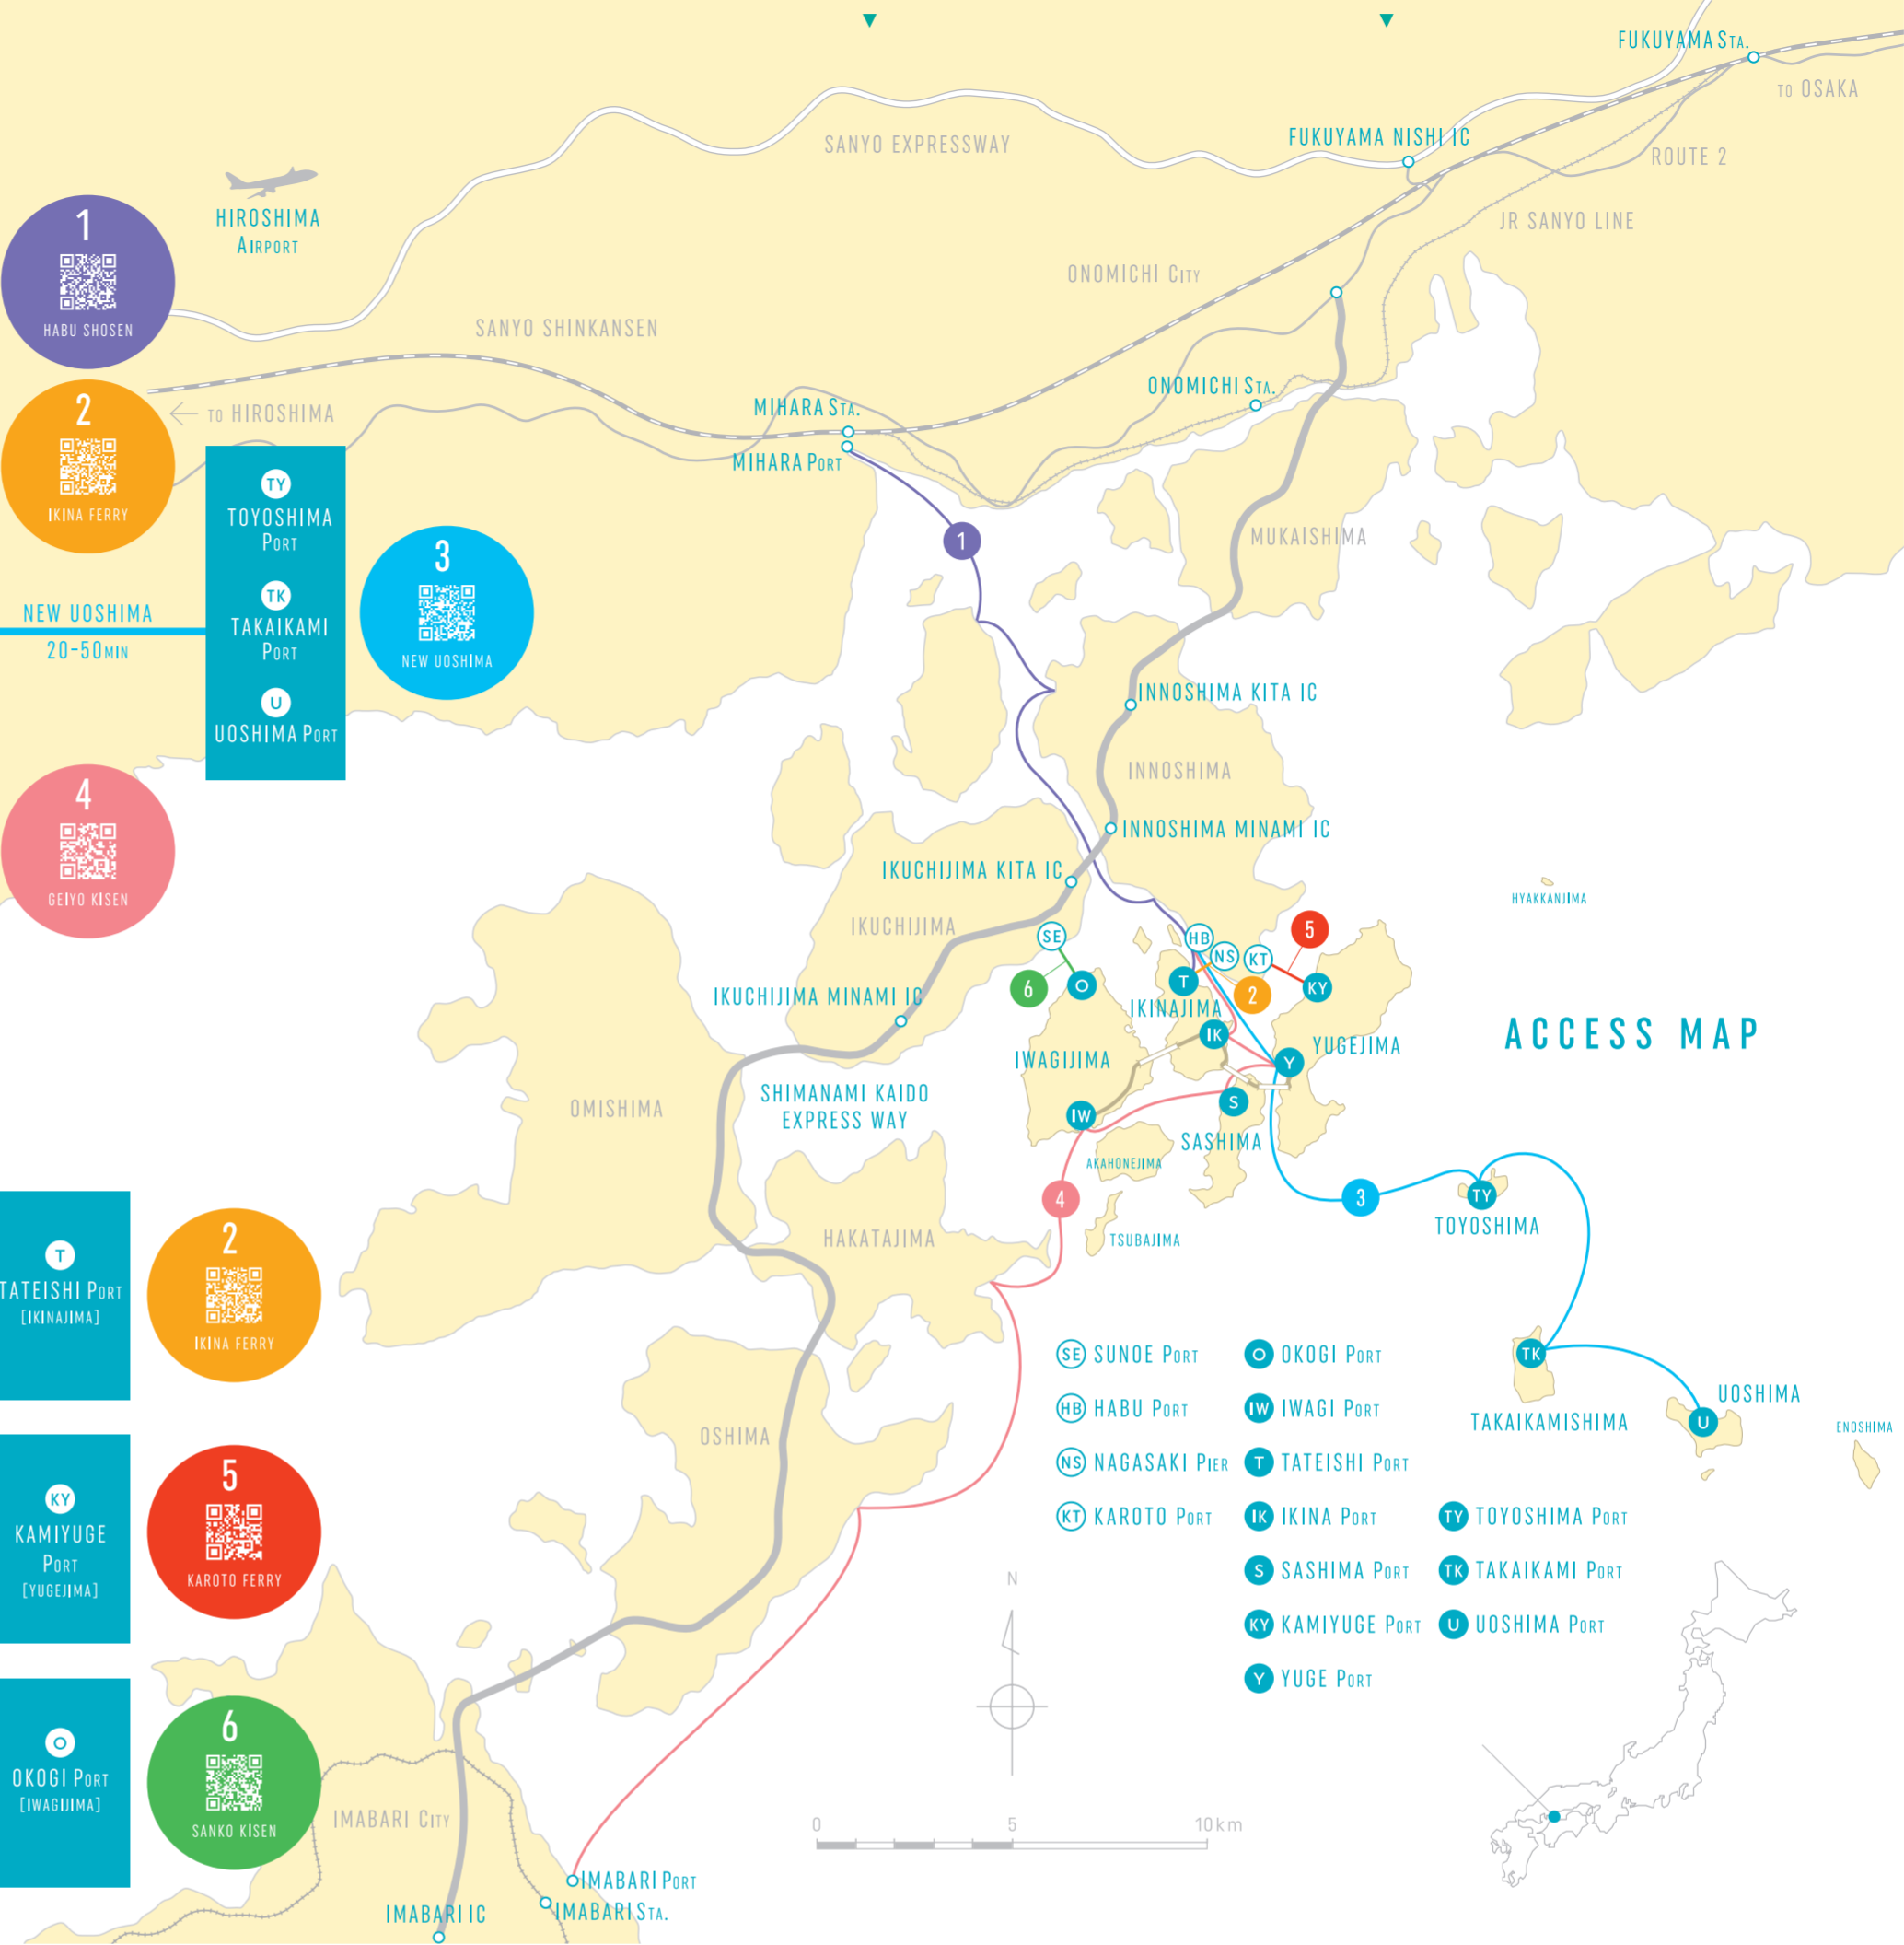 FUKUYAMA STA.
TO OSAKA
FUKUYAMA NISHI IC
SANYO EXPRESSWAY
ROUTE 2
HIROSHIMA
AIRPORT
JR SANYO LINE
1
HABU SHOSEN
ONOMICHI CITY
SANYO SHINKANSEN
ONOMICHI STA.
2
IKINA FERRY
TO HIROSHIMA
MIHARA STA.
MIHARA PORT
TY
TOYOSHIMA
PORT
TK
TAKAIKAMI
PORT
U
UOSHIMA PORT
NEW UOSHIMA
20-50MIN
3
NEW UOSHIMA
1
MUKAISHIMA
INNOSHIMA KITA IC
INNOSHIMA
INNOSHIMA MINAMI IC
4
GEIYO KISEN
IKUCHIJIMA KITA IC
IKUCHIJIMA
HYAKKANJIMA
SE
HB
NS
KT
5
6
O
T
2
KY
IKUCHIJIMA MINAMI IC
IKINAJIMA
IK
ACCESS MAP
IWAGIJIMA
Y
YUGEJIMA
SHIMANAMI KAIDO
EXPRESS WAY
OMISHIMA
IW
S
SASHIMA
AKAHONEJIMA
4
3
TY
TOYOSHIMA
HAKATAJIMA
TSUBAJIMA
T
TATEISHI PORT
[IKINAJIMA]
2
IKINA FERRY
TK
TAKAIKAMISHIMA
UOSHIMA
U
ENOSHIMA
OSHIMA
SE SUNOE PORT
HB HABU PORT
NS NAGASAKI PIER
KT KAROTO PORT
O OKOGI PORT
IW IWAGI PORT
T TATEISHI PORT
IK IKINA PORT
S SASHIMA PORT
KY KAMIYUGE PORT
Y YUGE PORT
TY TOYOSHIMA PORT
TK TAKAIKAMI PORT
U UOSHIMA PORT
KY
KAMIYUGE
PORT
[YUGEJIMA]
5
KAROTO FERRY
N
O
OKOGI PORT
[IWAGIJIMA]
6
SANKO KISEN
IMABARI CITY
0 5 10km
IMABARI PORT
IMABARI STA.
IMABARI IC